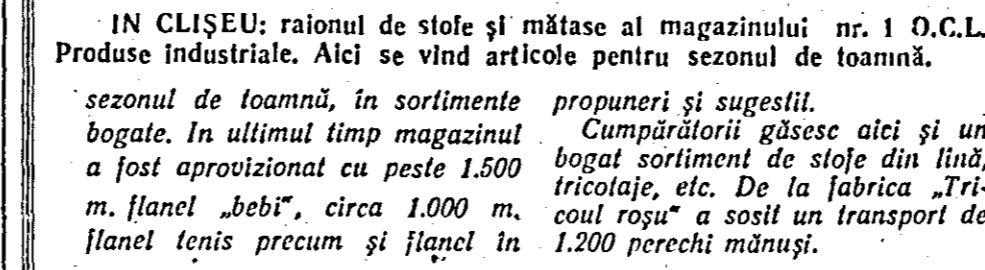 IN CLIŞEU: raionul de stofe şi mătase al magazinului nr. 1 O.C.L.
Produse industriale. Aici se vînd articole pentru sezonul de toamnă.
sezonul de toamnă, în sortimente
bogate. In ultimul timp magazinul
a fost aprovizionat cu peste 1.500
m. flanel „bebi", circa 1.000 m.
flanel tenis precum şi flanel în
propuneri şi sugestii.
Cumpărătorii găsesc aici şi un
bogat sortiment de stofe din lînă,
tricotaje, etc. De la fabrica „Tri-
coul roşu" a sosit un transport de
1.200 perechi mănuşi.